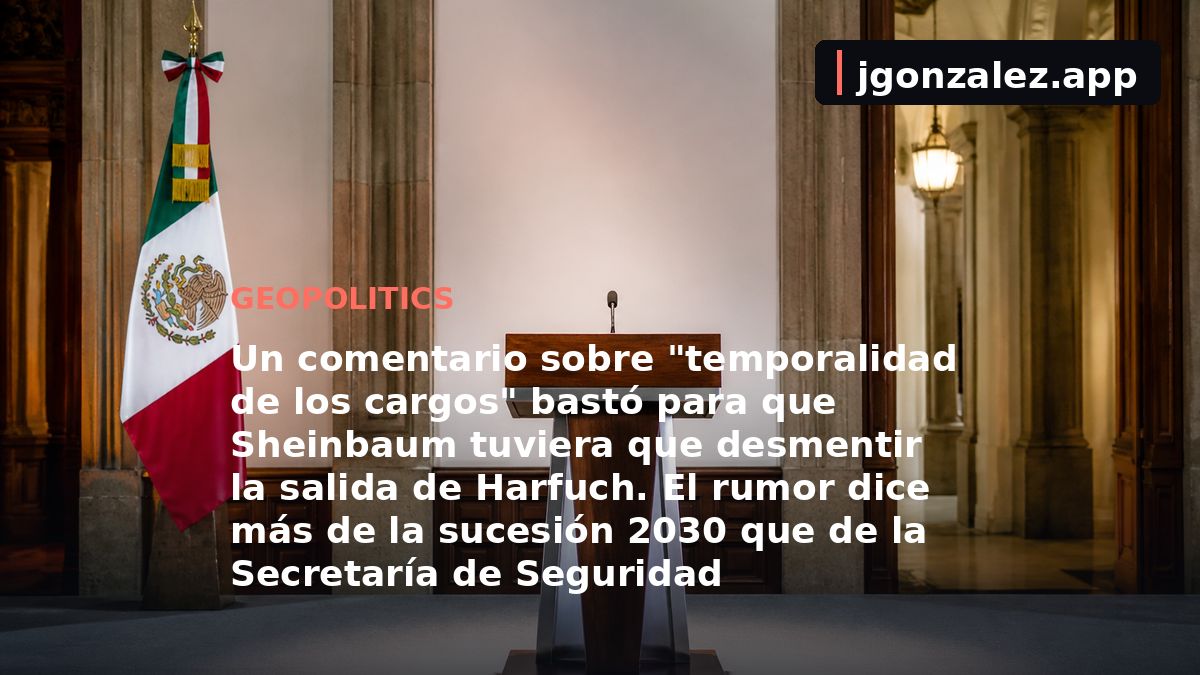 jgonzalez.app
GEOPOLITICS
Un comentario sobre "temporalidad
de los cargos" bastó para que
Sheinbaum tuviera que desmentir
la salida de Harfuch. El rumor dice
más de la sucesión 2030 que de la
Secretaría de Seguridad